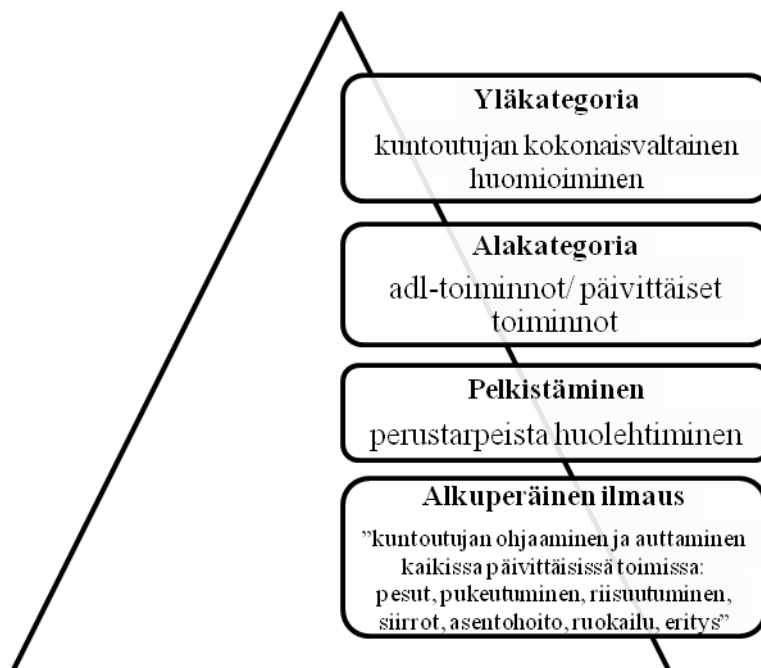 Yläkategoria
kuntoutujan kokonaisvaltainen
huomioiminen
Alakategoria
adl-toiminnot/ päivittäiset
toiminnot
Pelkistäminen
perustarpeista huolehtiminen
Alkuperäinen ilmaus
”kuntoutujan ohjaaminen ja auttaminen
kaikissa päivittäisissä toimissa:
pesut, pukeutuminen, riisuutuminen,
siirrot, asentohoito, ruokailu, eritys”